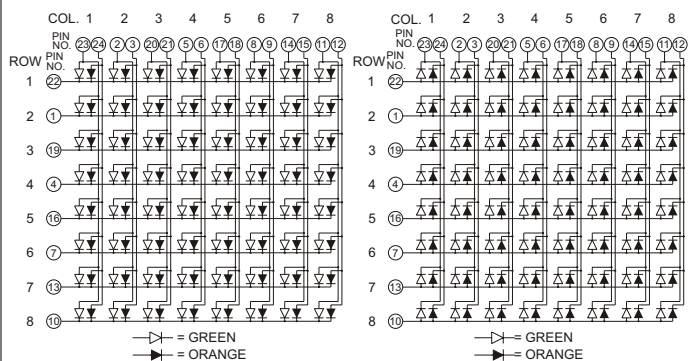 COL. 1 2 3 4 5 6 7 8
PIN NO. 23 24 2 3 20 21 5 6 17 18 8 9 14 15 11 12
ROW PIN NO.
1 22
2 1
3 19
4 4
5 16
6 7
7 13
8 10
= GREEN
= ORANGE
COL. 1 2 3 4 5 6 7 8
PIN NO. 23 24 2 3 20 21 5 6 17 18 8 9 14 15 11 12
ROW PIN NO.
1 22
2 1
3 19
4 4
5 16
6 7
7 13
8 10
= GREEN
= ORANGE